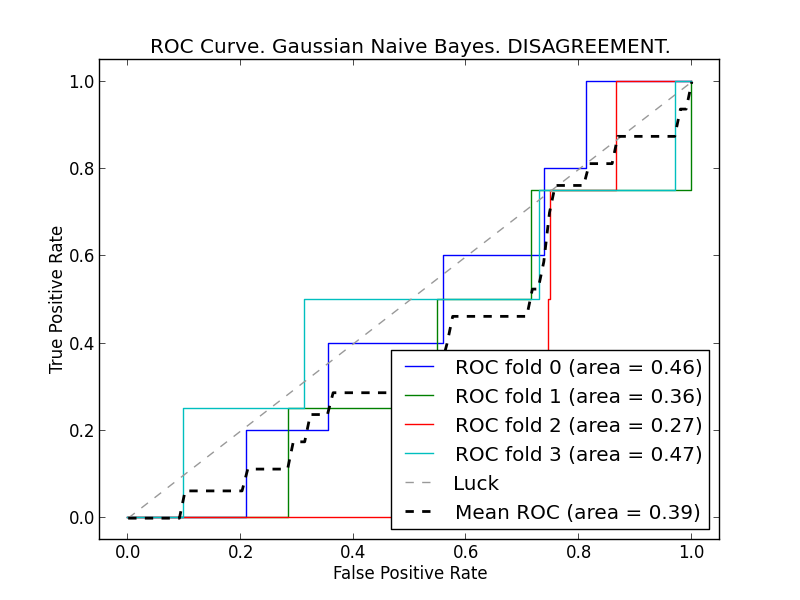 ROC Curve. Gaussian Naive Bayes. DISAGREEMENT.
True Positive Rate
1.0
0.8
0.6
0.4
0.2
0.0
ROC fold 0 (area = 0.46)
ROC fold 1 (area = 0.36)
ROC fold 2 (area = 0.27)
ROC fold 3 (area = 0.47)
Luck
Mean ROC (area = 0.39)
0.0 0.2 0.4 0.6 0.8 1.0
False Positive Rate